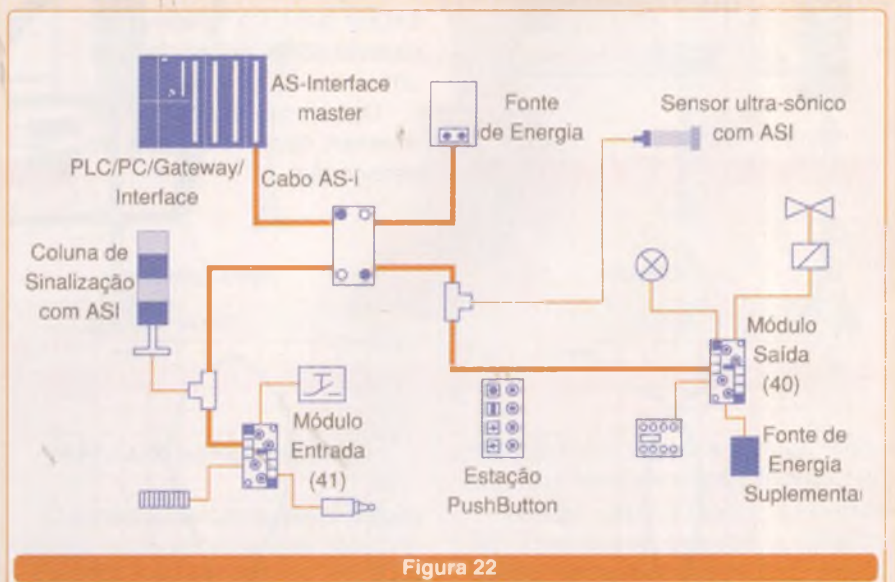 AS-Interface
master
PLC/PC/Gateway/
Interface
Cabo AS-i
Fonte
de Energia
Sensor ultra-sônico
com ASI
Coluna de
Sinalização
com ASI
Módulo
Entrada
(41)
Estação
PushButton
Módulo
Saída
(40)
Fonte de
Energia
Suplementa
Figura 22